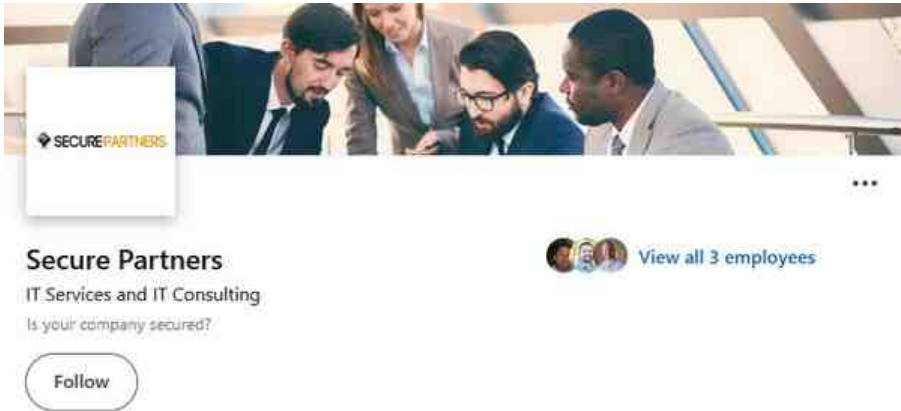 SECUREPARTNERS
Secure Partners
View all 3 employees
IT Services and IT Consulting
Is your company secured?
Follow